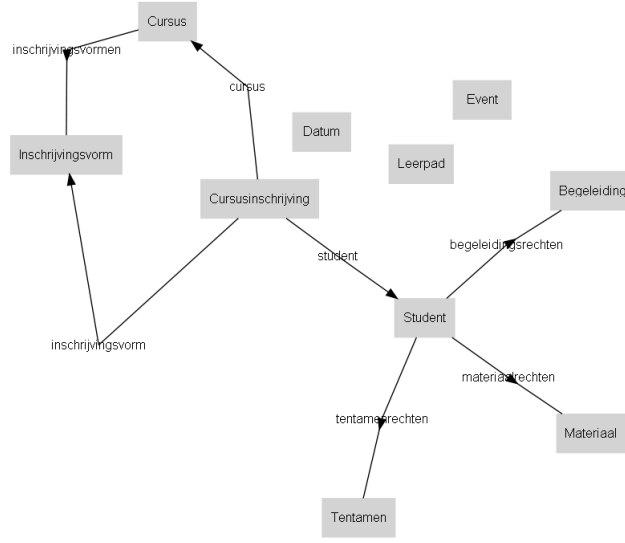 Cursus
inschrijvingsvormen
cursus
Event
Datum
Inschrijvingsvorm
Leerpad
Begeleiding
Cursusinschrijving
begeleidingsrechten
student
Student
inschrijvingsvorm
materiaalrechten
tentamenrechten
Materiaal
Tentamen